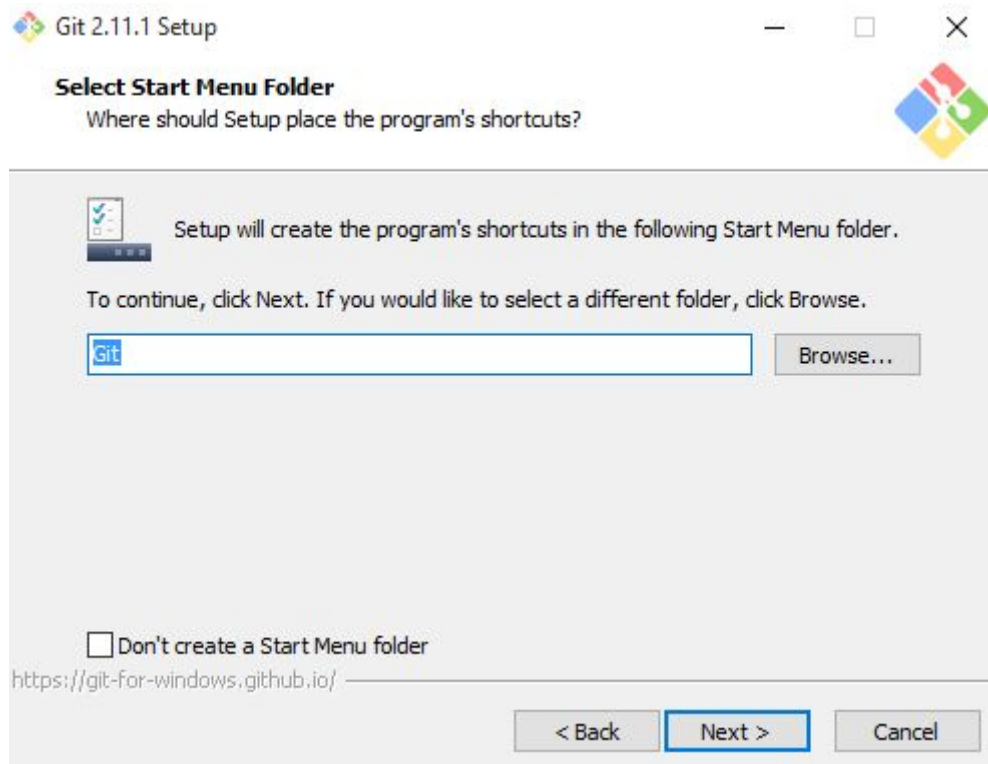 Git 2.11.1 Setup
Select Start Menu Folder
Where should Setup place the program's shortcuts?
Setup will create the program's shortcuts in the following Start Menu folder.
To continue, click Next. If you would like to select a different folder, click Browse.
Git
Browse...
Don't create a Start Menu folder
https://git-for-windows.github.io/
< Back
Next >
Cancel